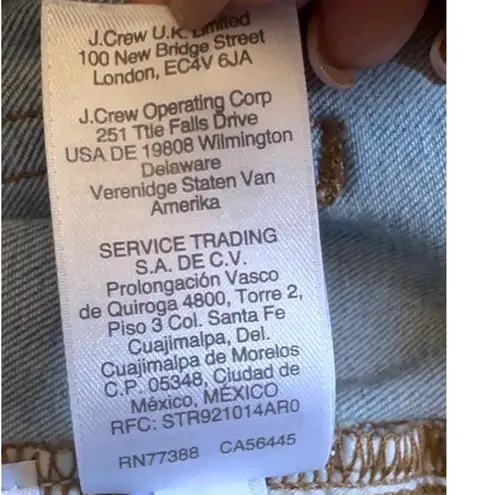 J.Crew U.K. Limited
100 New Bridge Street
London, EC4V 6JA
J.Crew Operating Corp
251 Ttle Falls Drive
USA DE 19808 Wilmington
Delaware
Verenidge Staten Van
Amerika
SERVICE TRADING
S.A. DE C.V.
Prolongación Vasco
de Quiroga 4800, Torre 2,
Piso 3 Col. Santa Fe
Cuajimalpa, Del.
Cuajimalpa de Morelos
C.P. 05348, Ciudad de
México, MÉXICO
RFC: STR921014AR0
RN77388 CA56445